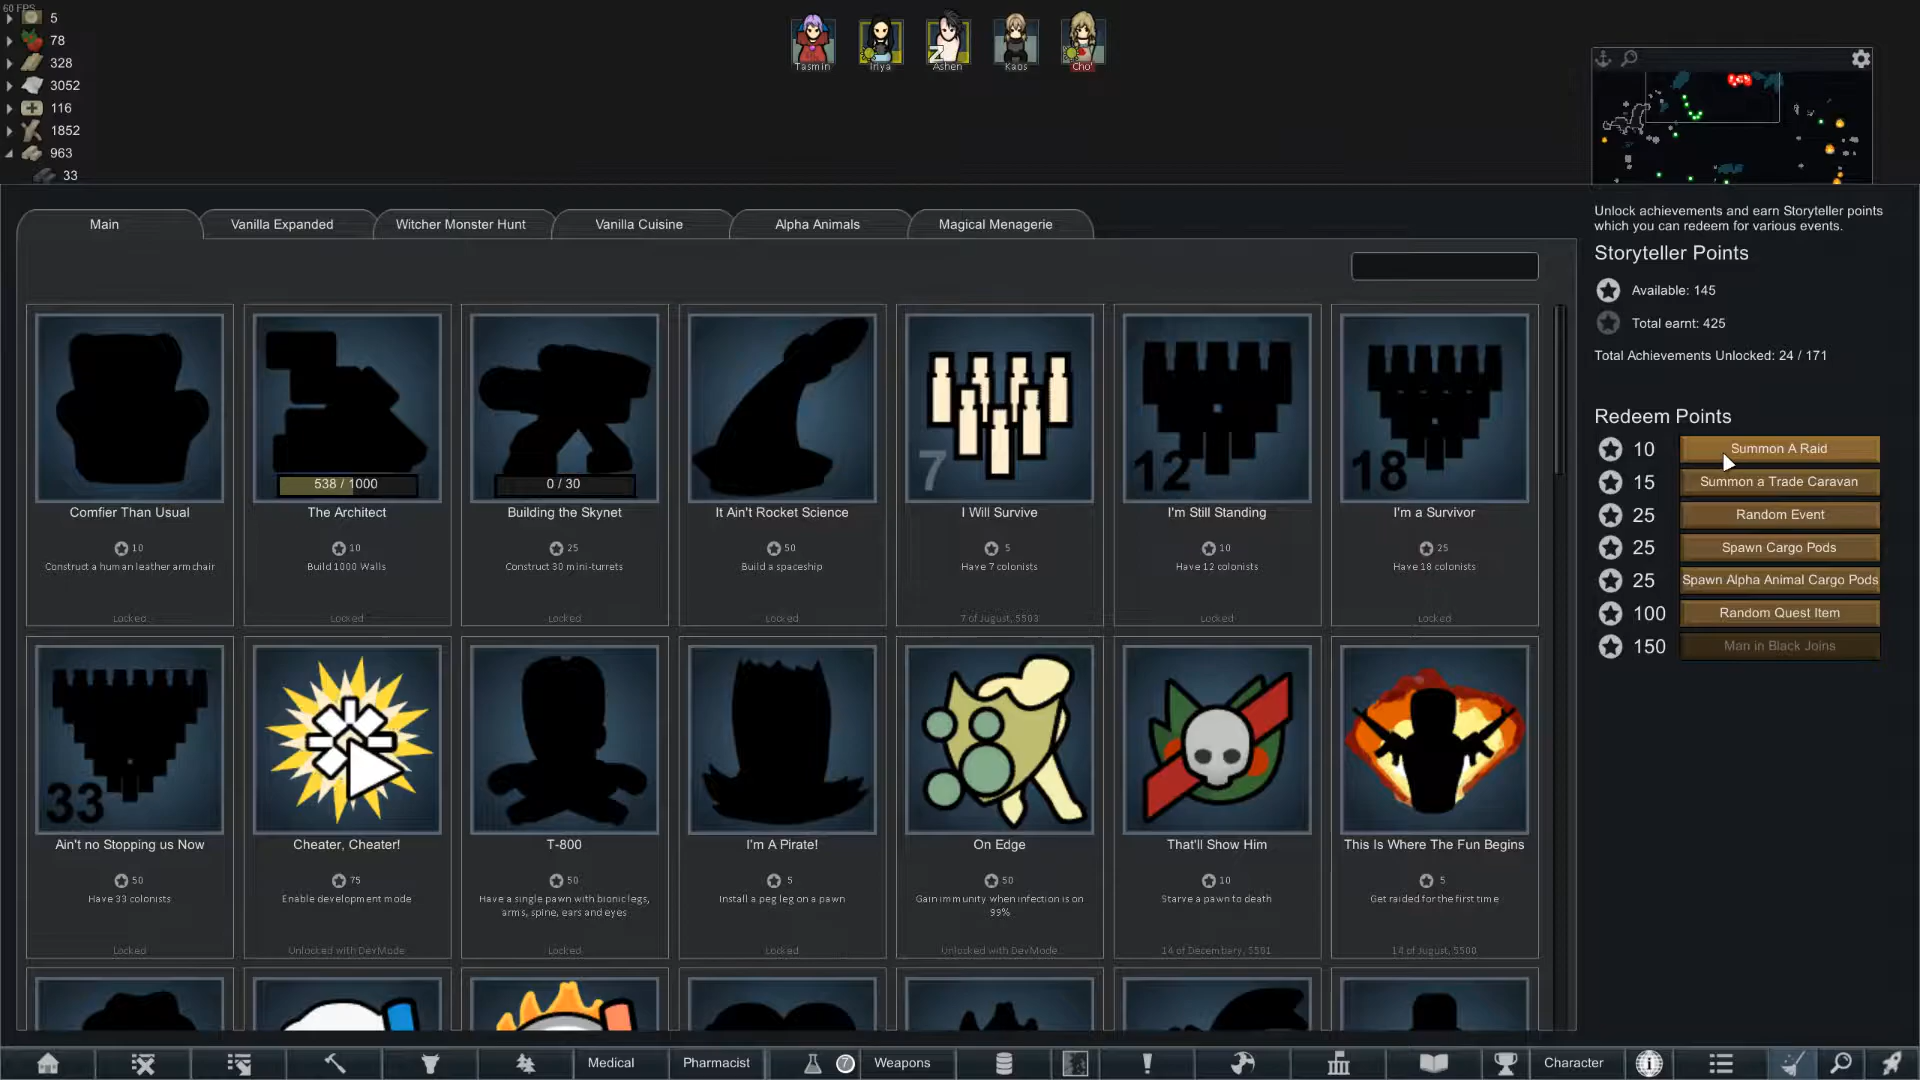 60 FPS
5
78
328
3052
116
1852
963
33
Tasmin
Iriya
Z
Ashen
Kaos
Cho'
Main
Vanilla Expanded
Witcher Monster Hunt
Vanilla Cuisine
Alpha Animals
Magical Menagerie
Unlock achievements and earn Storyteller points
which you can redeem for various events.
Storyteller Points
Available: 145
Total earnt: 425
Total Achievements Unlocked: 24 / 171
Redeem Points
10 Summon A Raid
15 Summon a Trade Caravan
25 Random Event
25 Spawn Cargo Pods
25 Spawn Alpha Animal Cargo Pods
100 Random Quest Item
150 Man in Black Joins
Comfier Than Usual
10
Construct a human leather armchair
Locked
538 / 1000
The Architect
10
Build 1000 Walls
Locked
0 / 30
Building the Skynet
25
Construct 30 mini-turrets
Locked
It Ain't Rocket Science
50
Build a spaceship
Locked
7
I Will Survive
5
Have 7 colonists
7 of Jugust, 5503
12
I'm Still Standing
10
Have 12 colonists
Locked
18
I'm a Survivor
25
Have 18 colonists
Locked
33
Ain't no Stopping us Now
50
Have 33 colonists
Locked
Cheater, Cheater!
75
Enable development mode
Unlocked with DevMode
T-800
50
Have a single pawn with bionic legs,
arms, spine, ears and eyes
Locked
I'm A Pirate!
5
Install a peg leg on a pawn
Locked
On Edge
50
Gain immunity when infection is on
99%
Unlocked with DevMode
That'll Show Him
10
Starve a pawn to death
14 of Decembary, 5501
This Is Where The Fun Begins
5
Get raided for the first time
14 of Jugust, 5500
Medical
Pharmacist
7
Weapons
Character